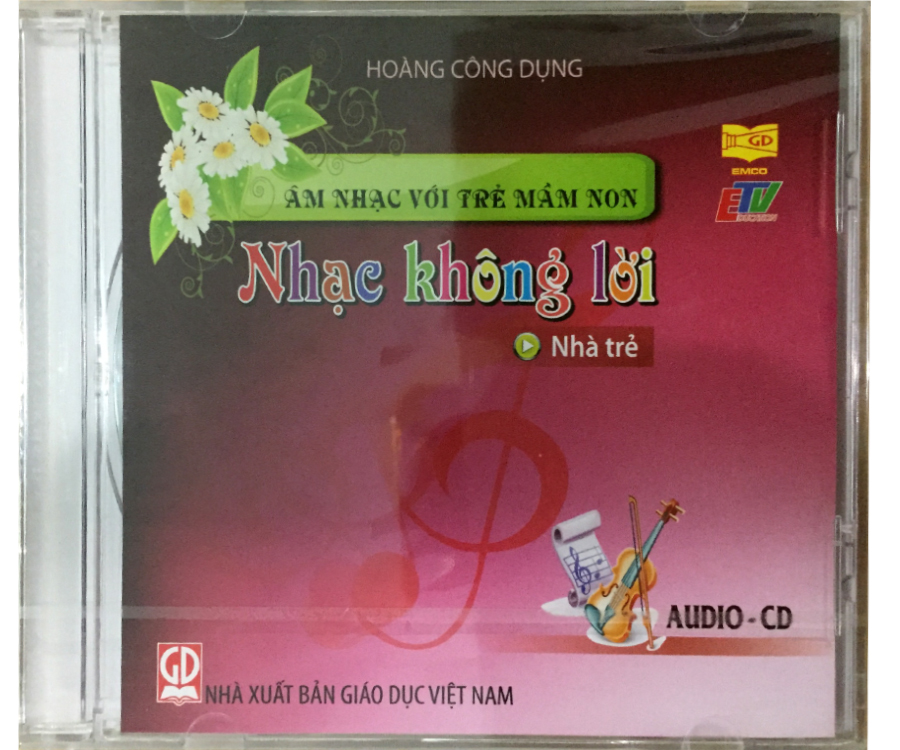 HOÀNG CÔNG DỤNG
GD
EMCO
ETV
ÂM NHẠC VỚI TRẺ MẦM NON
Nhạc không lời
Nhà trẻ
AUDIO - CD
GD
NHÀ XUẤT BẢN GIÁO DỤC VIỆT NAM